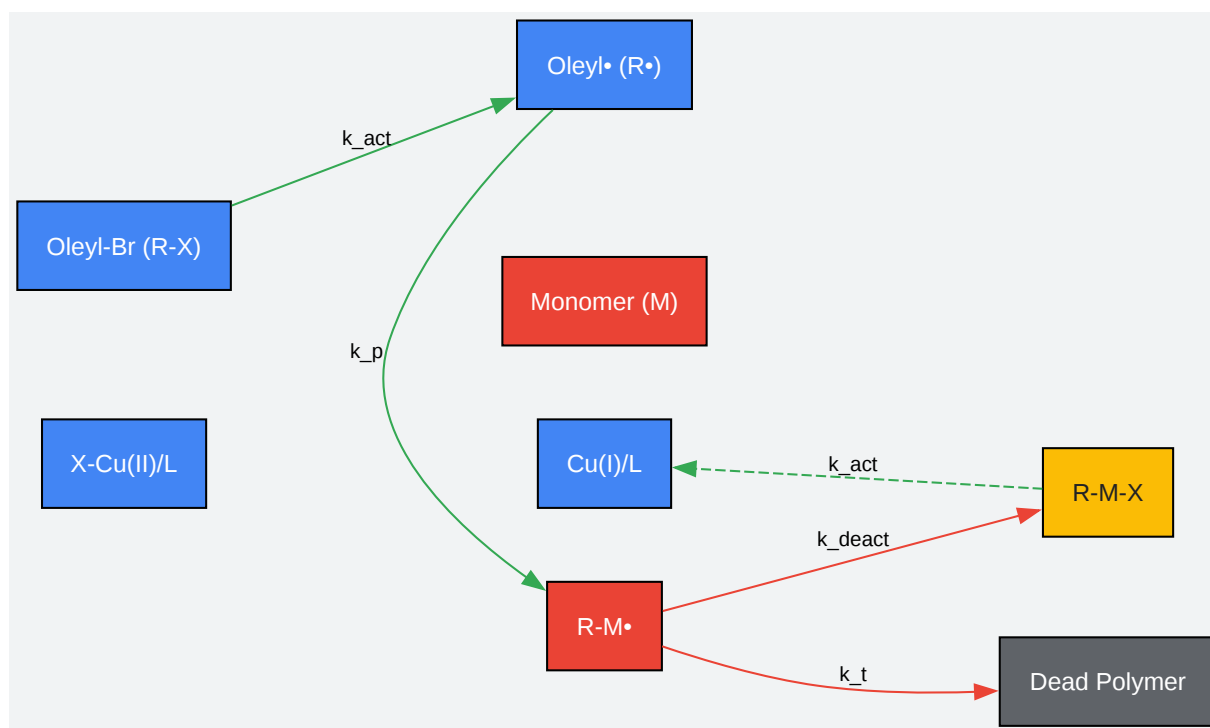 Oleyl• (R•)
k_act
Oleyl-Br (R-X)
Monomer (M)
k_p
X-Cu(II)/L
Cu(I)/L
k_act
R-M-X
k_deact
R-M•
k_t
Dead Polymer